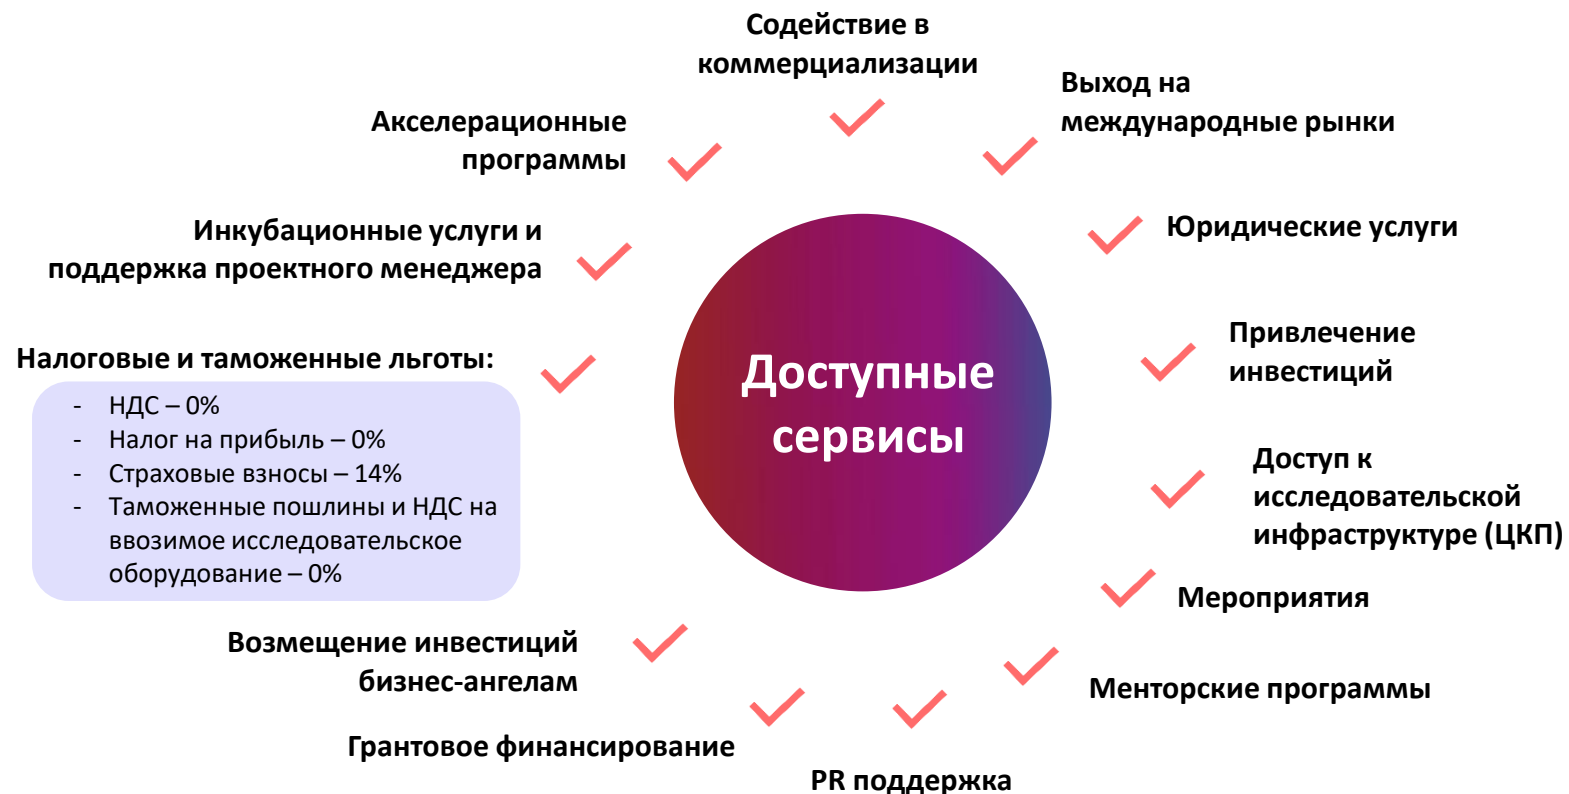 Содействие в
коммерциализации
Выход на
международные рынки
Акселерационные
программы
Инкубационные услуги и
поддержка проектного менеджера
Юридические услуги
Налоговые и таможенные льготы:
- НДС – 0%
- Налог на прибыль – 0%
- Страховые взносы – 14%
- Таможенные пошлины и НДС на
ввозимое исследовательское
оборудование – 0%
Доступные
сервисы
Привлечение
инвестиций
Доступ к
исследовательской
инфраструктуре (ЦКП)
Мероприятия
Возмещение инвестиций
бизнес-ангелам
Менторские программы
Грантовое финансирование
PR поддержка